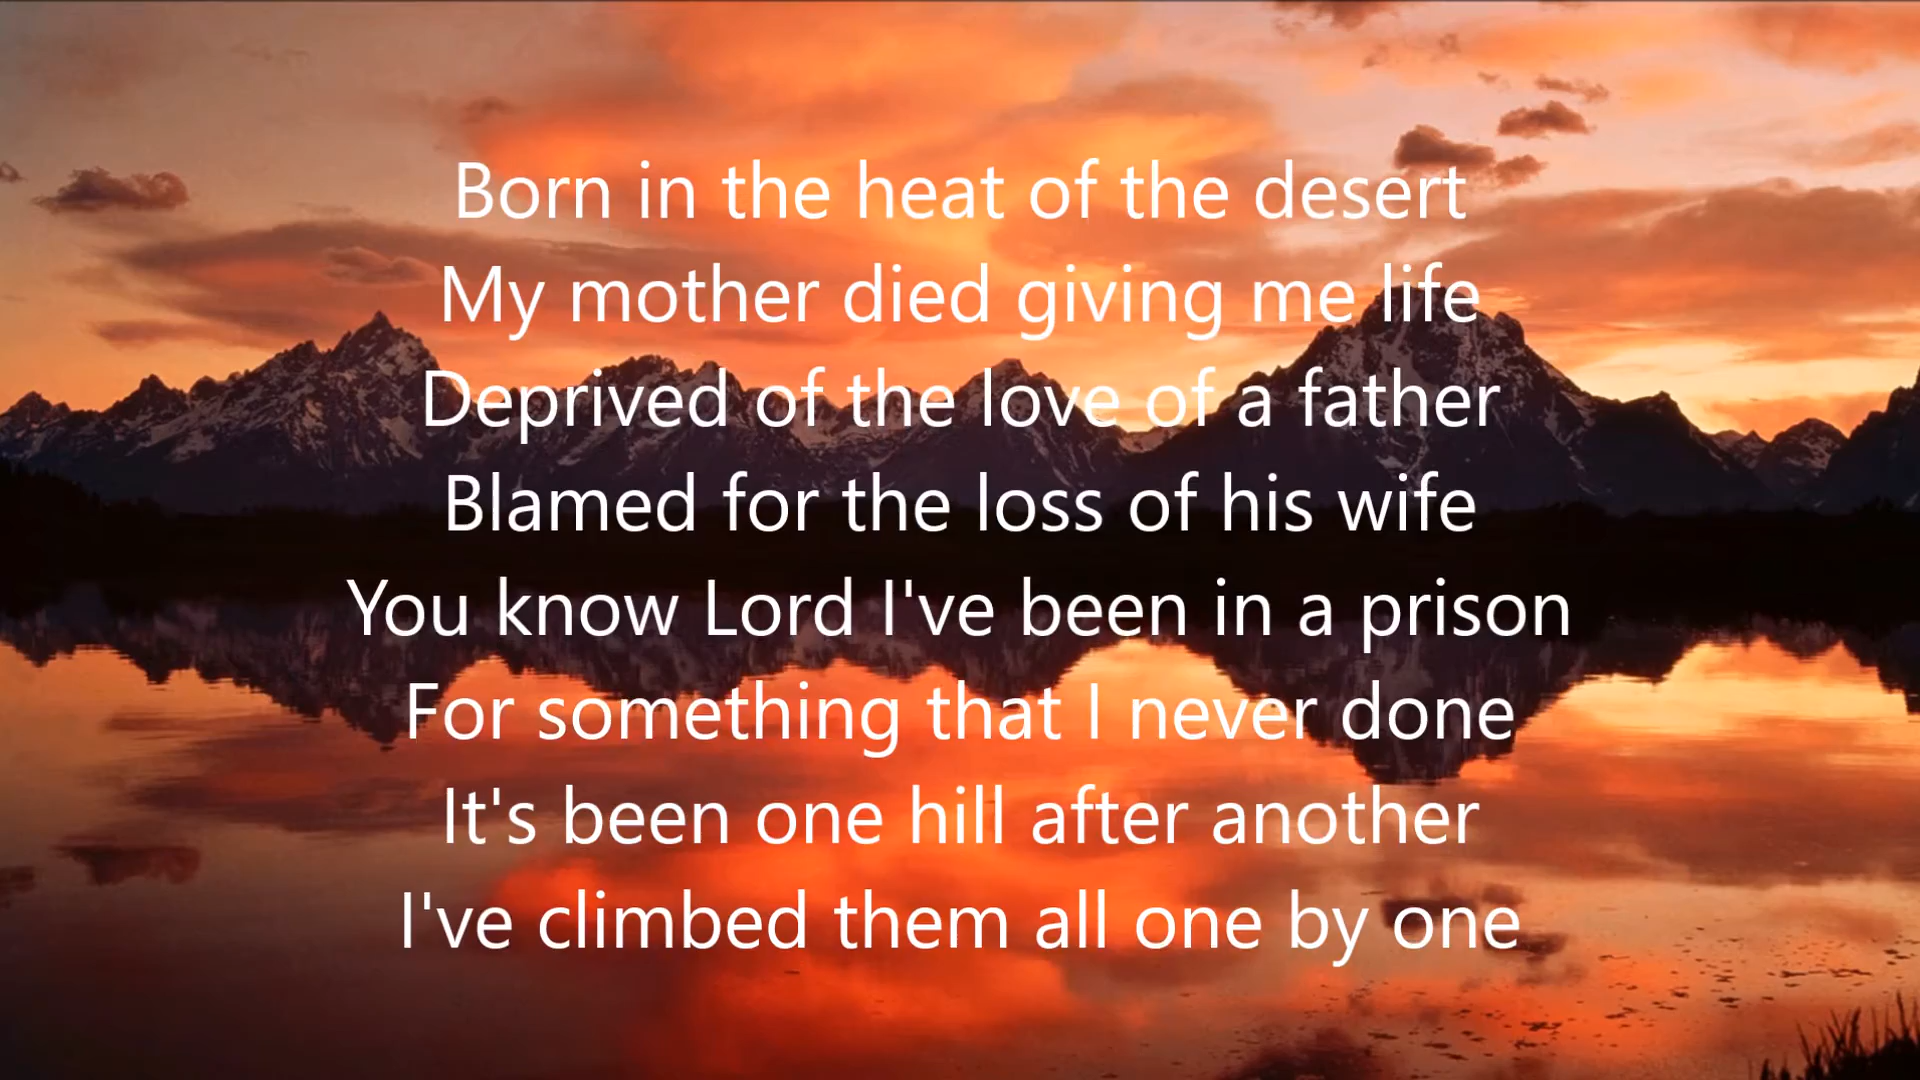 Born in the heat of the desert
My mother died giving me life
Deprived of the love of a father
Blamed for the loss of his wife
You know Lord I've been in a prison
For something that I never done
It's been one hill after another
I've climbed them all one by one